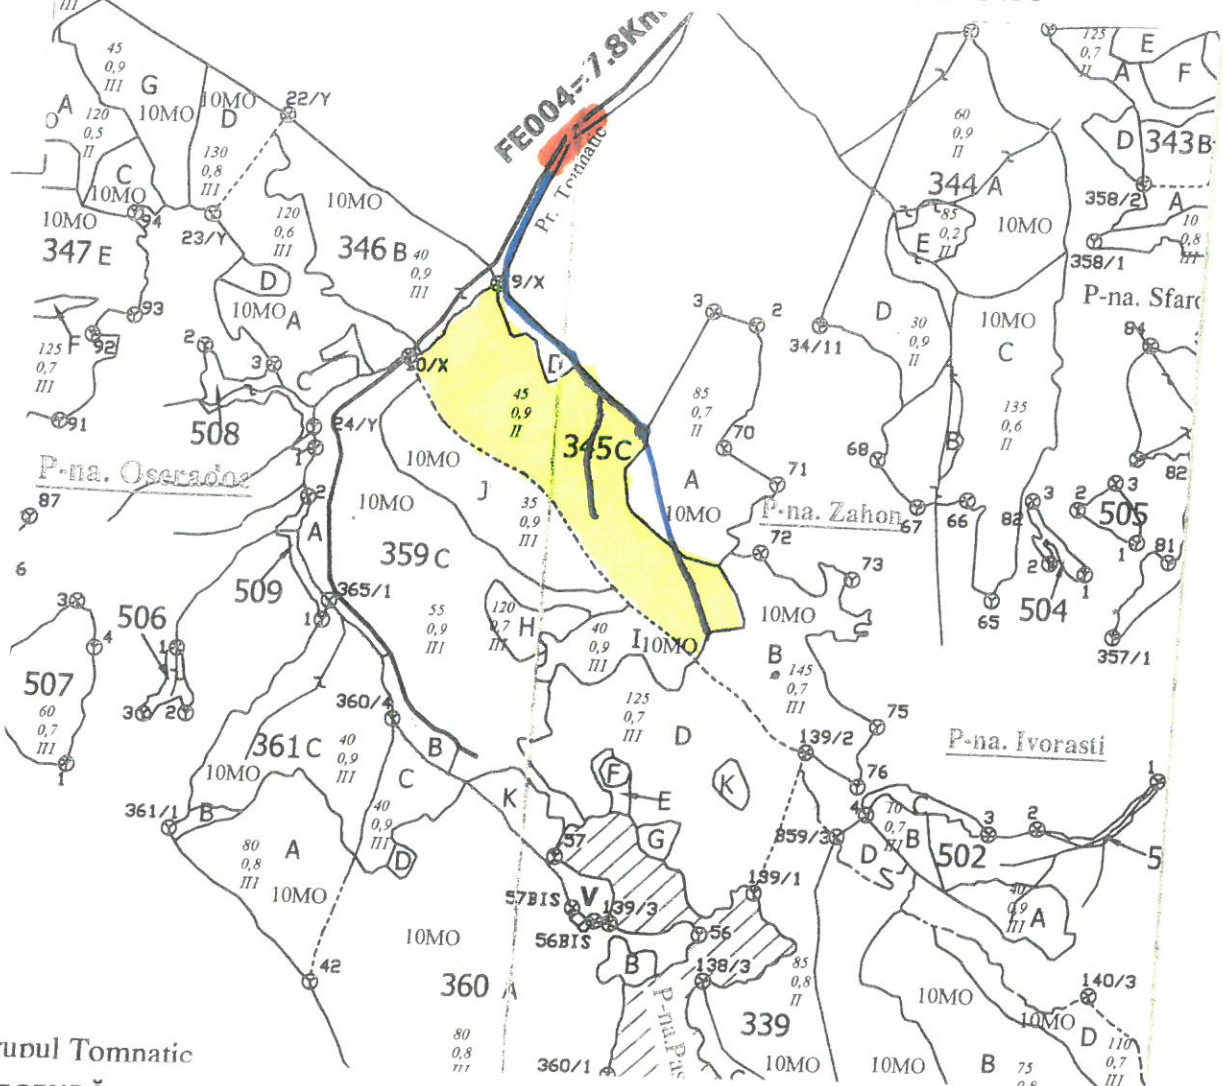 III
45
0,9
III
G
10MO
10MO
D
22/Y
A
120
0,5
II
130
0,8
III
C
10MO
94
10MO
347 E
23/Y
120
0,6
III
10MO
346 B
40
0,9
III
D
10MO
A
93
F
92
125
0,7
III
91
2
3
C
508
24/Y
1
P-na. Oseradoa
FE004=7.8Km
Pr. Tomnatic
9/X
10/X
D
45
0,9
II
345C
10MO
J
35
0,9
III
3
2
34/11
85
0,7
II
70
A
71
10MO
P-na. Zahon
72
73
125
0,7
II
E
A
F
D
343B
358/2
A
10
0,8
III
358/1
P-na. Sfarc
60
0,9
II
344 A
85
0,2
II
E
10MO
D
30
0,9
II
10MO
C
135
0,6
II
B
84
82
68
67
66
65
82
3
2
1
504
2
3
505
1
81
357/1
87
6
2
A
509
1
365/1
10MO
359 C
55
0,9
III
120
0,7
III
H
40
0,9
III
I
10MO
10MO
B
145
0,7
III
3
4
506
1
3
2
507
60
0,7
III
1
360/4
B
361 C
40
0,9
III
10MO
C
40
0,9
III
D
361/1
B
80
0,8
III
A
10MO
42
125
0,7
III
D
F
E
K
G
K
57
57BIS
V
139/3
56BIS
56
139/1
139/2
75
76
P-na. Ivorasti
359/3
4
70
0,7
III
C
B
D
3
2
1
502
5
40
0,9
III
A
10MO
360 A
80
0,8
III
B
138/3
85
0,8
II
339
P-na.Pas
360/1
10MO
10MO
140/3
10MO
D
110
0,7
III
10MO
B
75
0,8
rupul Tomnatic